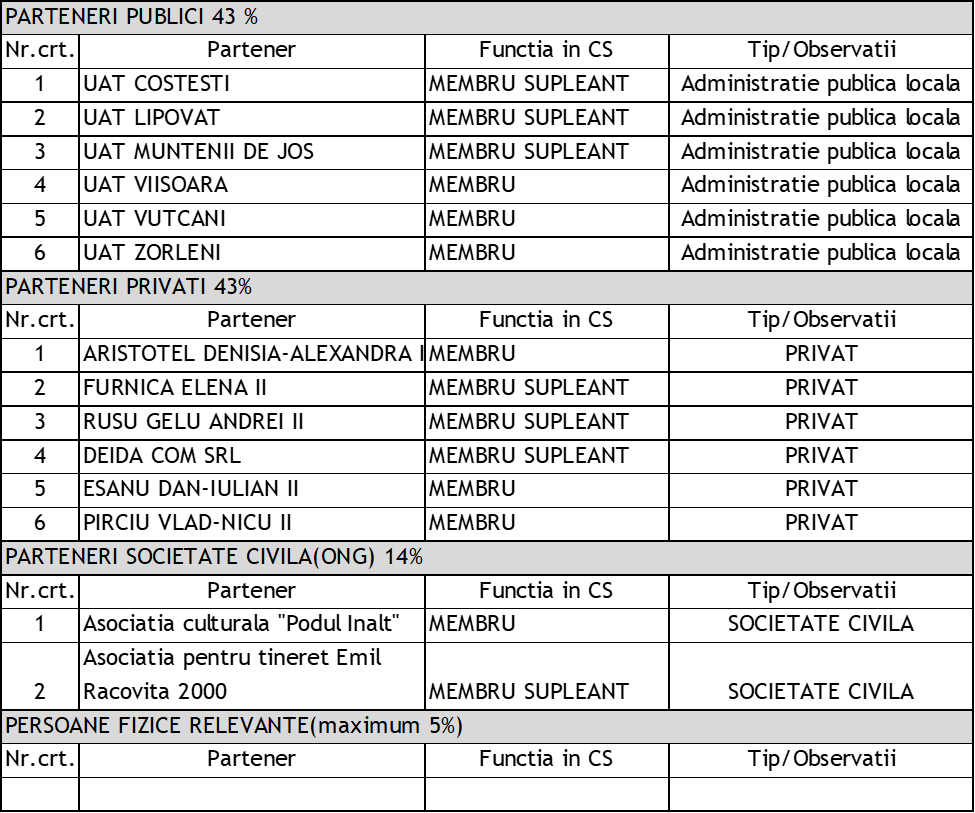 PARTENERI PUBLICI 43 %
Nr.crt. Partener Functia in CS Tip/Observatii
1 UAT COSTESTI MEMBRU SUPLEANT Administratie publica locala
2 UAT LIPOVAT MEMBRU SUPLEANT Administratie publica locala
3 UAT MUNTENII DE JOS MEMBRU SUPLEANT Administratie publica locala
4 UAT VIISOARA MEMBRU Administratie publica locala
5 UAT VUTCANI MEMBRU Administratie publica locala
6 UAT ZORLENI MEMBRU Administratie publica locala
PARTENERI PRIVATI 43%
Nr.crt. Partener Functia in CS Tip/Observatii
1 ARISTOTEL DENISIA-ALEXANDRA I MEMBRU PRIVAT
2 FURNICA ELENA II MEMBRU SUPLEANT PRIVAT
3 RUSU GELU ANDREI II MEMBRU SUPLEANT PRIVAT
4 DEIDA COM SRL MEMBRU SUPLEANT PRIVAT
5 ESANU DAN-IULIAN II MEMBRU PRIVAT
6 PIRCIU VLAD-NICU II MEMBRU PRIVAT
PARTENERI SOCIETATE CIVILA(ONG) 14%
Nr.crt. Partener Functia in CS Tip/Observatii
1 Asociatia culturala "Podul Inalt" MEMBRU SOCIETATE CIVILA
Asociatia pentru tineret Emil
2 Racovita 2000 MEMBRU SUPLEANT SOCIETATE CIVILA
PERSOANE FIZICE RELEVANTE(maximum 5%)
Nr.crt. Partener Functia in CS Tip/Observatii